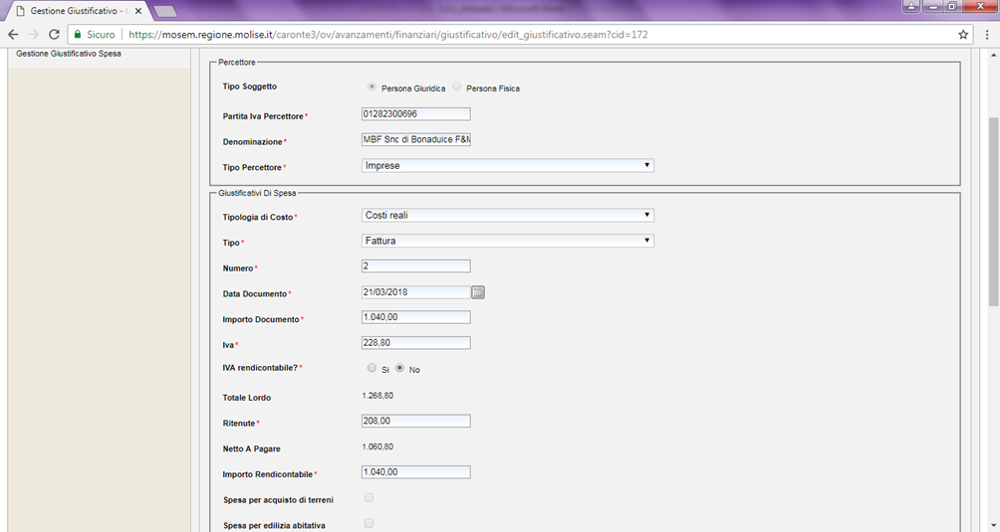 Gestione Giustificativo -
Sicuro https://mosem.regione.molise.it/caronte3/ov/avanzamenti/finanziari/giustificativo/edit_giustificativo.seam?cid=172
Gestione Giustificativo Spesa
Percettore
Tipo Soggetto Persona Giuridica Persona Fisica
Partita Iva Percettore* 01282300696
Denominazione* MBF Snc di Bonaduice F&M
Tipo Percettore* Imprese
Giustificativi Di Spesa
Tipologia di Costo* Costi reali
Tipo* Fattura
Numero* 2
Data Documento* 21/03/2018
Importo Documento* 1.040,00
Iva* 228,80
IVA rendicontabile?* Si No
Totale Lordo 1.268,80
Ritenute* 208,00
Netto A Pagare 1.060,80
Importo Rendicontabile* 1.040,00
Spesa per acquisto di terreni
Spesa per edilizia abitativa